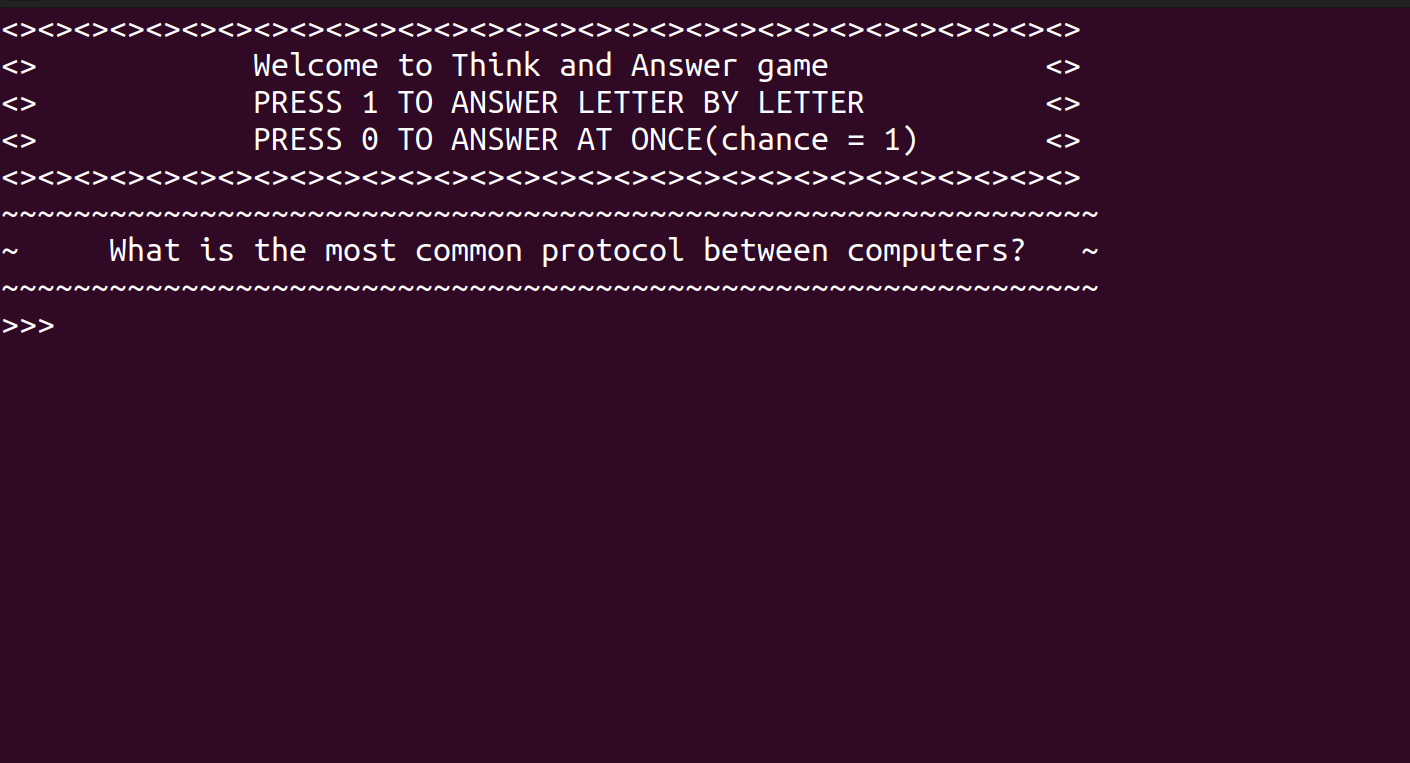 <><><><><><><><><><><><><><><><><><><><><><><><><><><><><><>
<>            Welcome to Think and Answer game            <>
<>            PRESS 1 TO ANSWER LETTER BY LETTER          <>
<>            PRESS 0 TO ANSWER AT ONCE(chance = 1)       <>
<><><><><><><><><><><><><><><><><><><><><><><><><><><><><><>
~~~~~~~~~~~~~~~~~~~~~~~~~~~~~~~~~~~~~~~~~~~~~~~~~~~~~~~~~~~~~
~     What is the most common protocol between computers?   ~
~~~~~~~~~~~~~~~~~~~~~~~~~~~~~~~~~~~~~~~~~~~~~~~~~~~~~~~~~~~~~
>>>